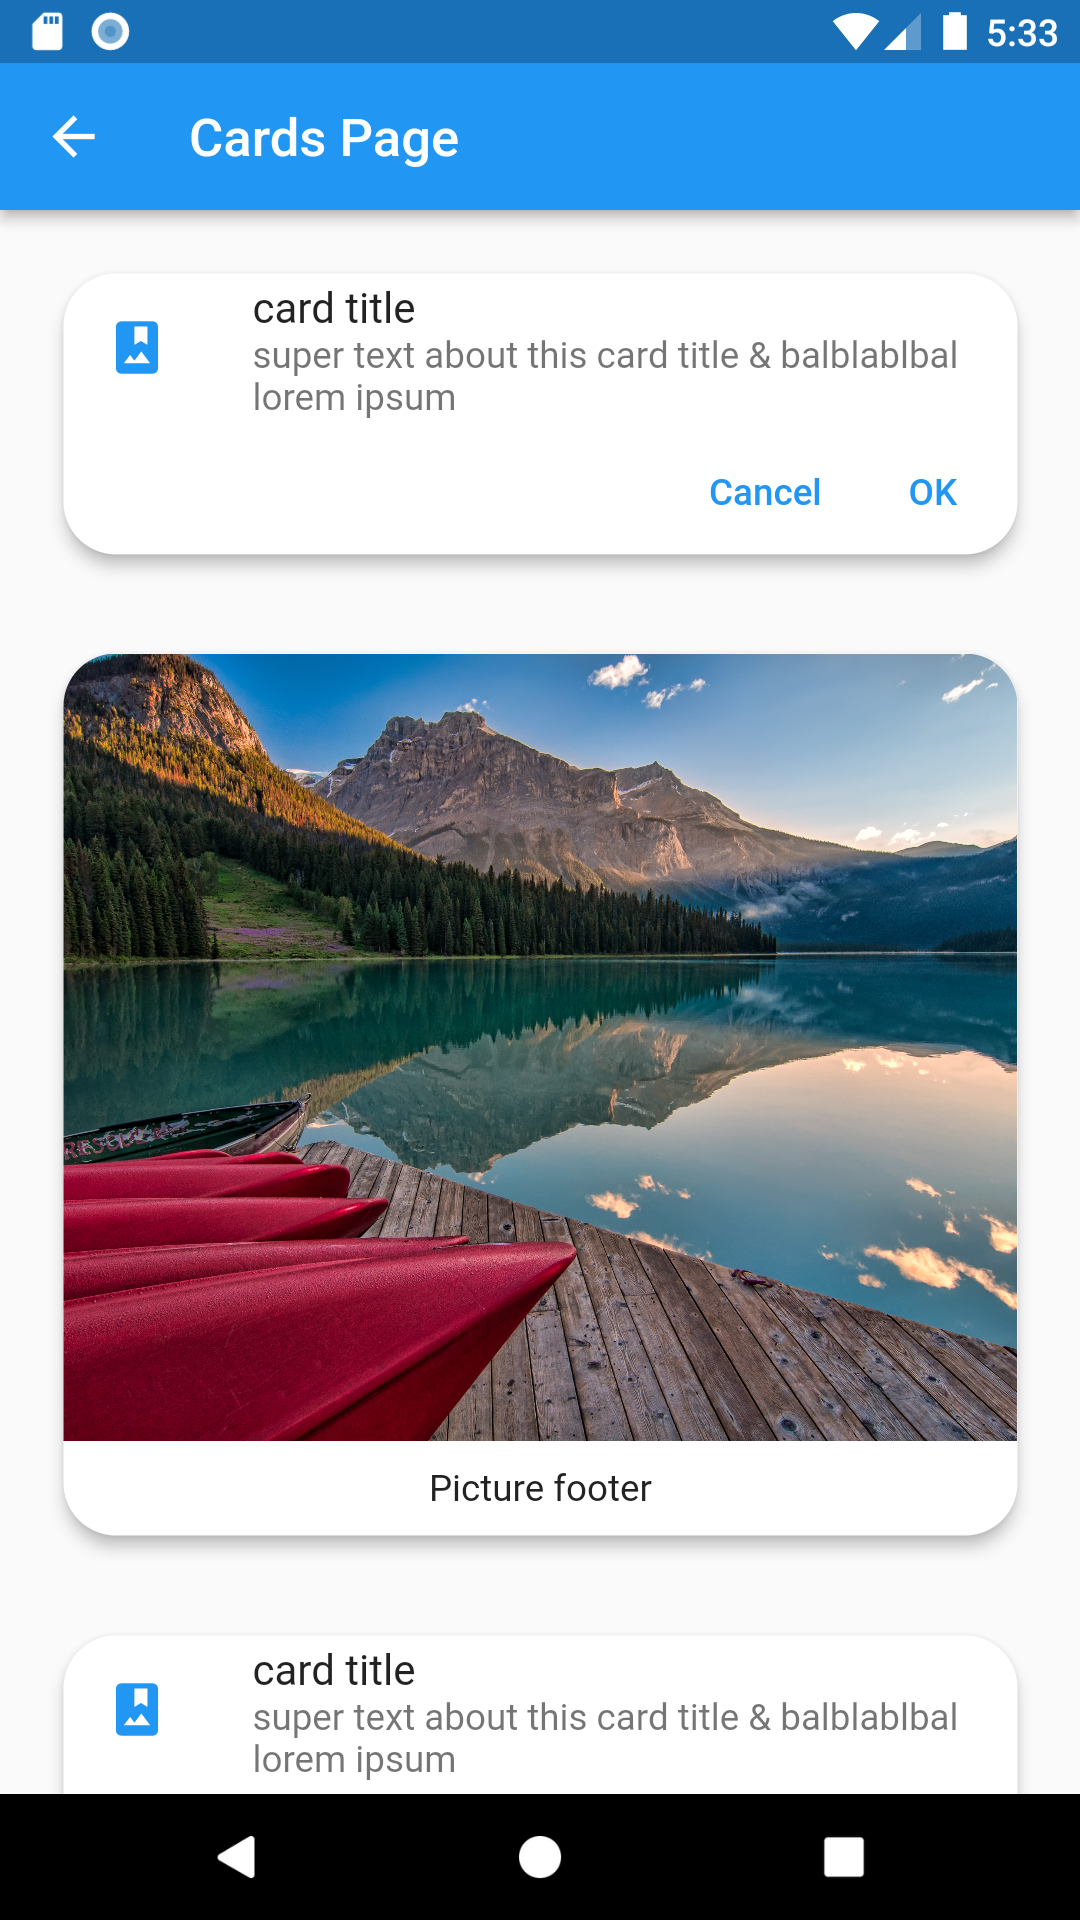 5:33
Cards Page
card title
super text about this card title & balblablbal
lorem ipsum
Cancel OK
Picture footer
card title
super text about this card title & balblablbal
lorem ipsum